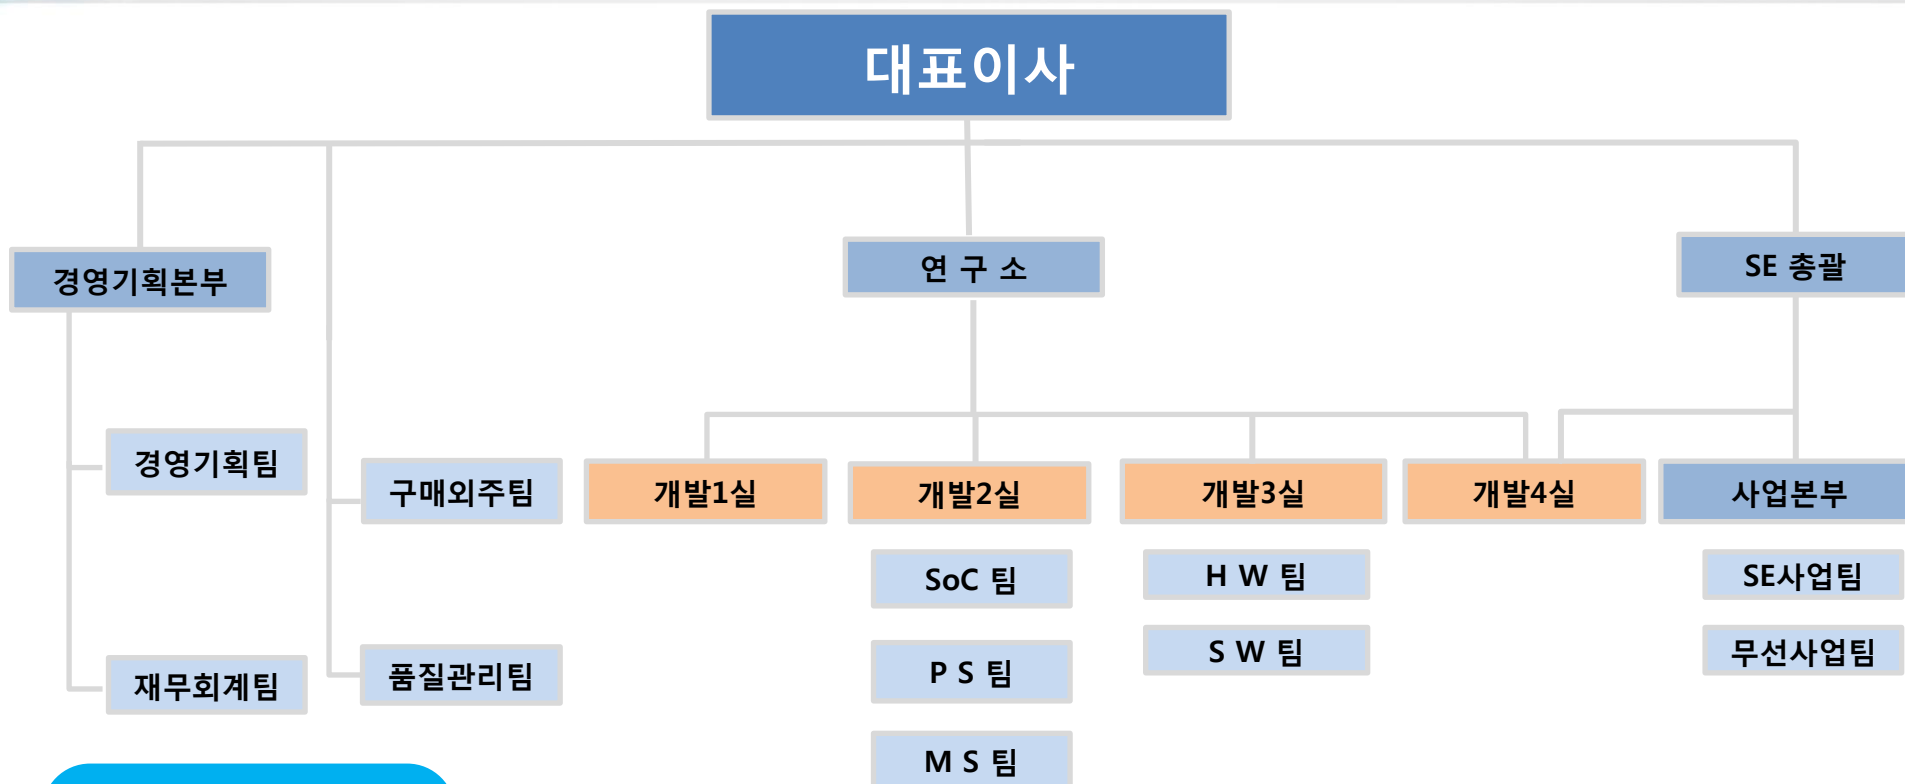 대표이사
경영기획본부
연 구 소
SE 총괄
경영기획팀
구매외주팀
개발1실
개발2실
개발3실
개발4실
사업본부
SoC 팀
H W 팀
SE사업팀
P S 팀
S W 팀
무선사업팀
재무회계팀
품질관리팀
M S 팀